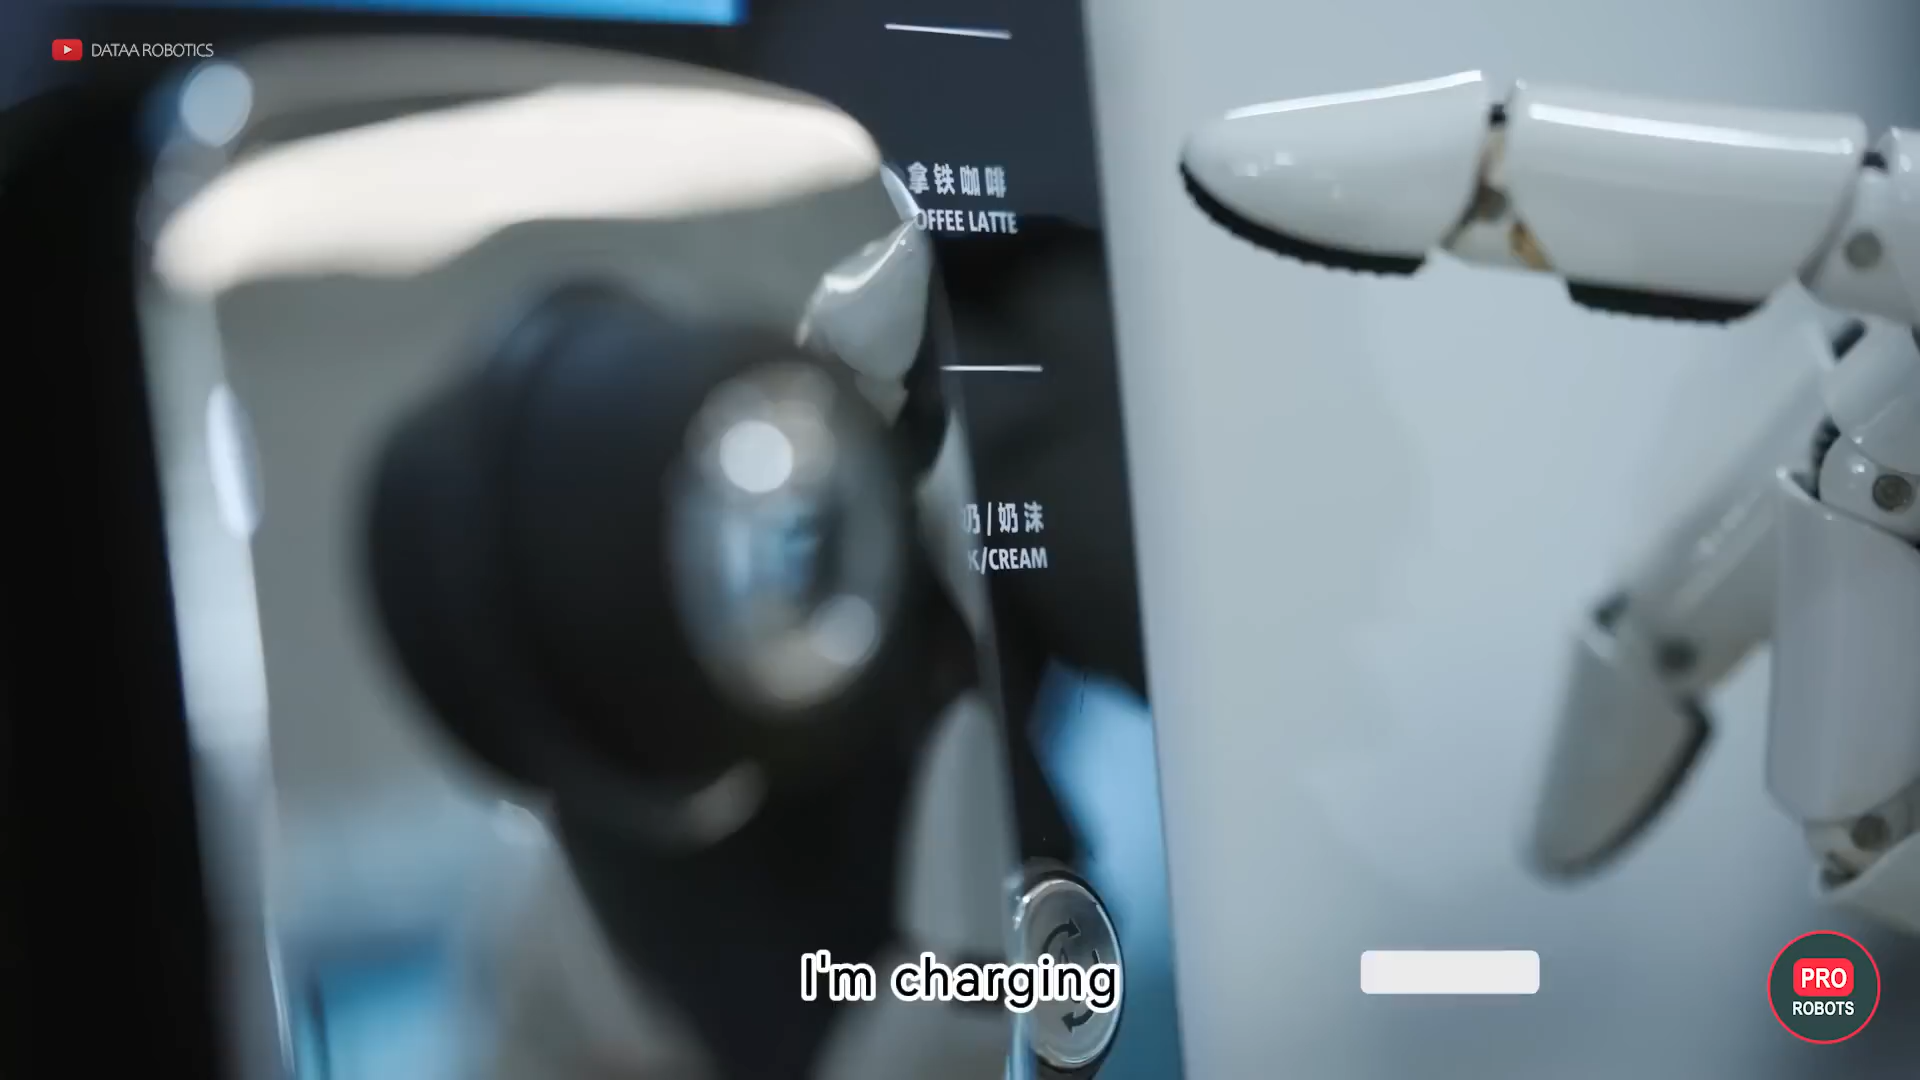 DATAA ROBOTICS
拿铁咖啡
OFFEE LATTE
奶/奶沫
K/CREAM
I'm charging
PRO
ROBOTS